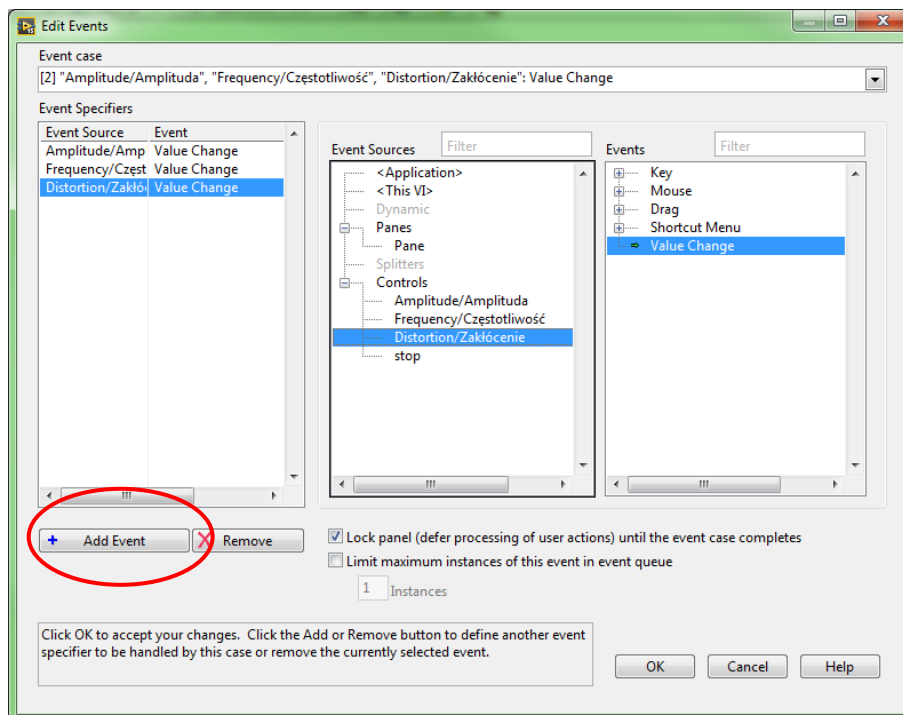 Edit Events
Event case
[2] "Amplitude/Amplituda", "Frequency/Częstotliwość", "Distortion/Zakłócenie": Value Change
Event Specifiers
Event Source Event
Amplitude/Amp Value Change
Frequency/Częst Value Change
Distortion/Zakłó Value Change
Add Event
Remove
Event Sources
Filter
<Application>
<This VI>
Dynamic
Panes
Pane
Splitters
Controls
Amplitude/Amplituda
Frequency/Częstotliwość
Distortion/Zakłócenie
stop
Events
Filter
Key
Mouse
Drag
Shortcut Menu
Value Change
Lock panel (defer processing of user actions) until the event case completes
Limit maximum instances of this event in event queue
1 Instances
Click OK to accept your changes. Click the Add or Remove button to define another event
specifier to be handled by this case or remove the currently selected event.
OK
Cancel
Help